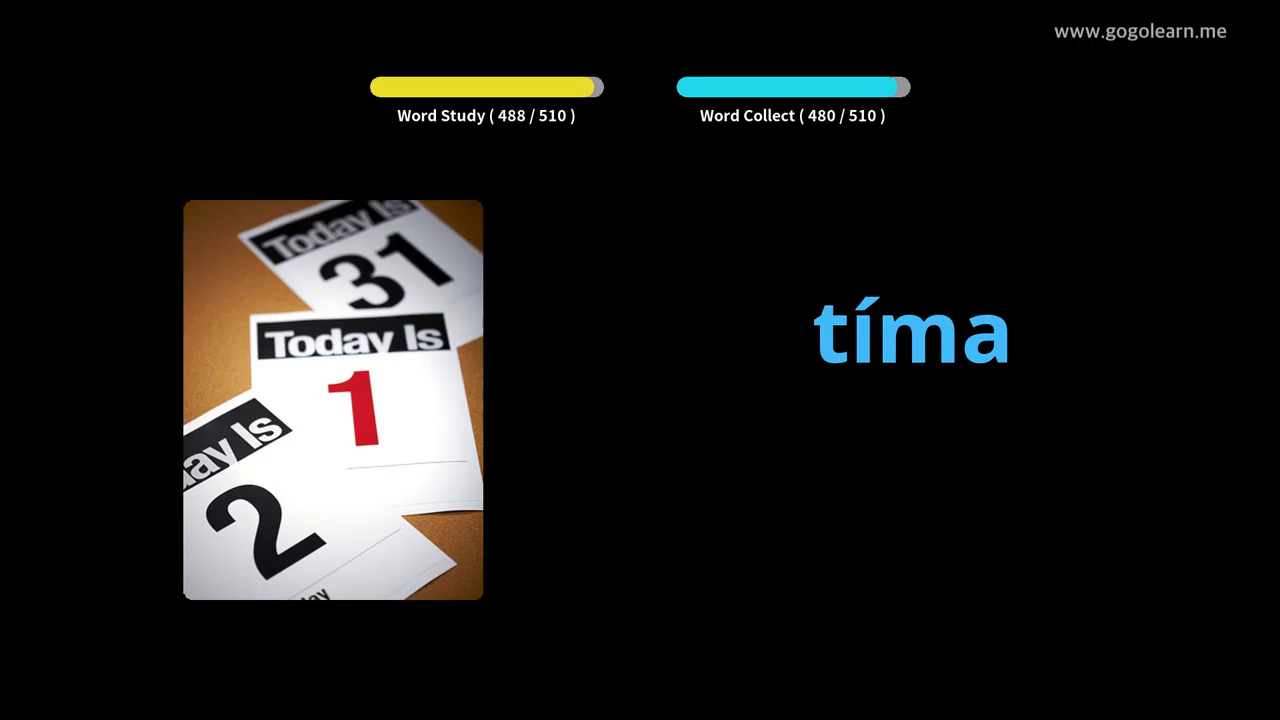 www.gogolearn.me
Word Study ( 488 / 510 )
Word Collect ( 480 / 510 )
Today Is
31
Today Is
1
ay Is
2
tíma